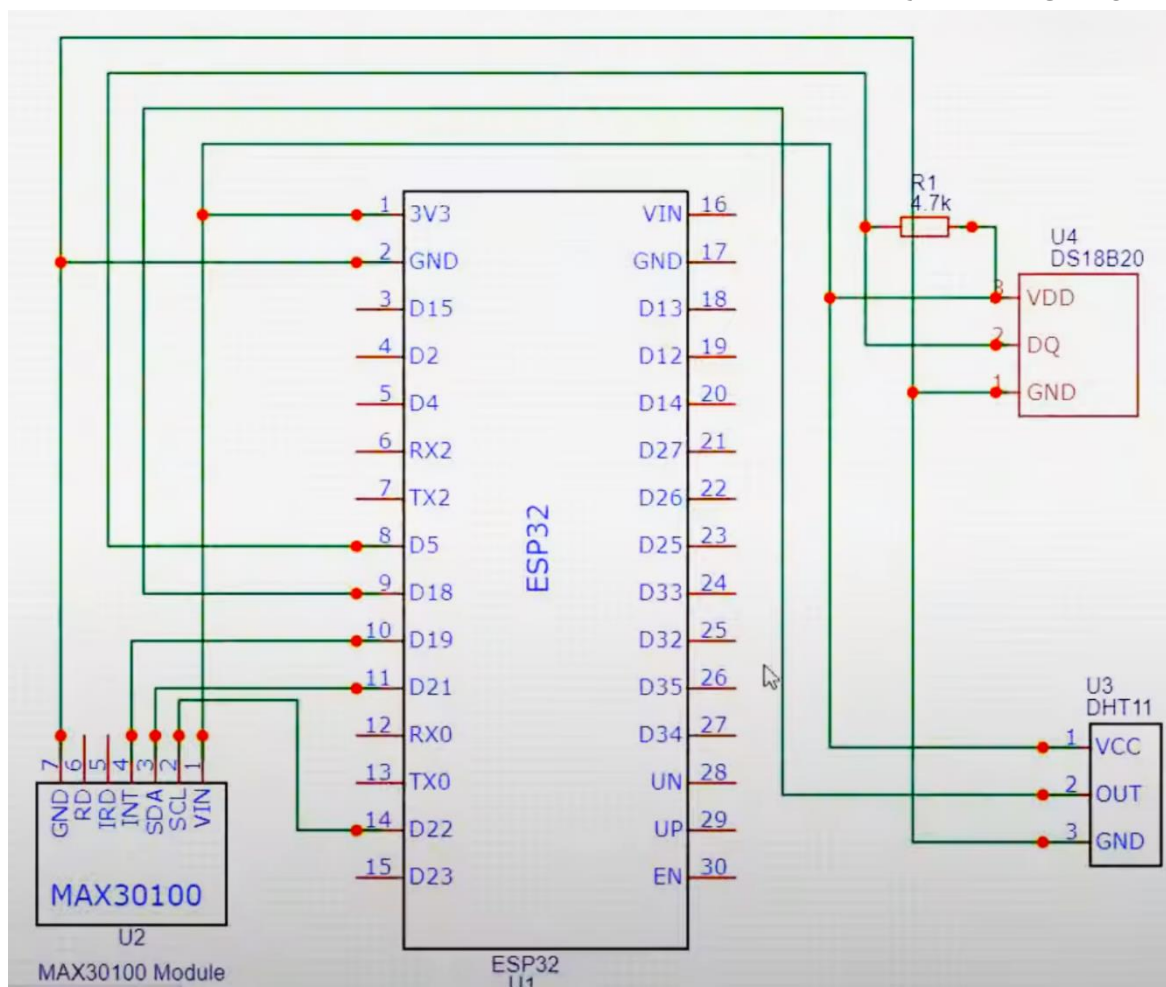 R1
4.7k
U4
DS18B20
3 VDD
2 DQ
1 GND
1 3V3
2 GND
3 D15
4 D2
5 D4
6 RX2
7 TX2
8 D5
9 D18
10 D19
11 D21
12 RX0
13 TX0
14 D22
15 D23
ESP32
VIN 16
GND 17
D13 18
D12 19
D14 20
D27 21
D26 22
D25 23
D33 24
D32 25
D35 26
D34 27
UN 28
UP 29
EN 30
ESP32
U1
U3
DHT11
1 VCC
2 OUT
3 GND
7 GND
6 RD
5 IRD
4 INT
3 SDA
2 SCL
1 VIN
MAX30100
U2
MAX30100 Module